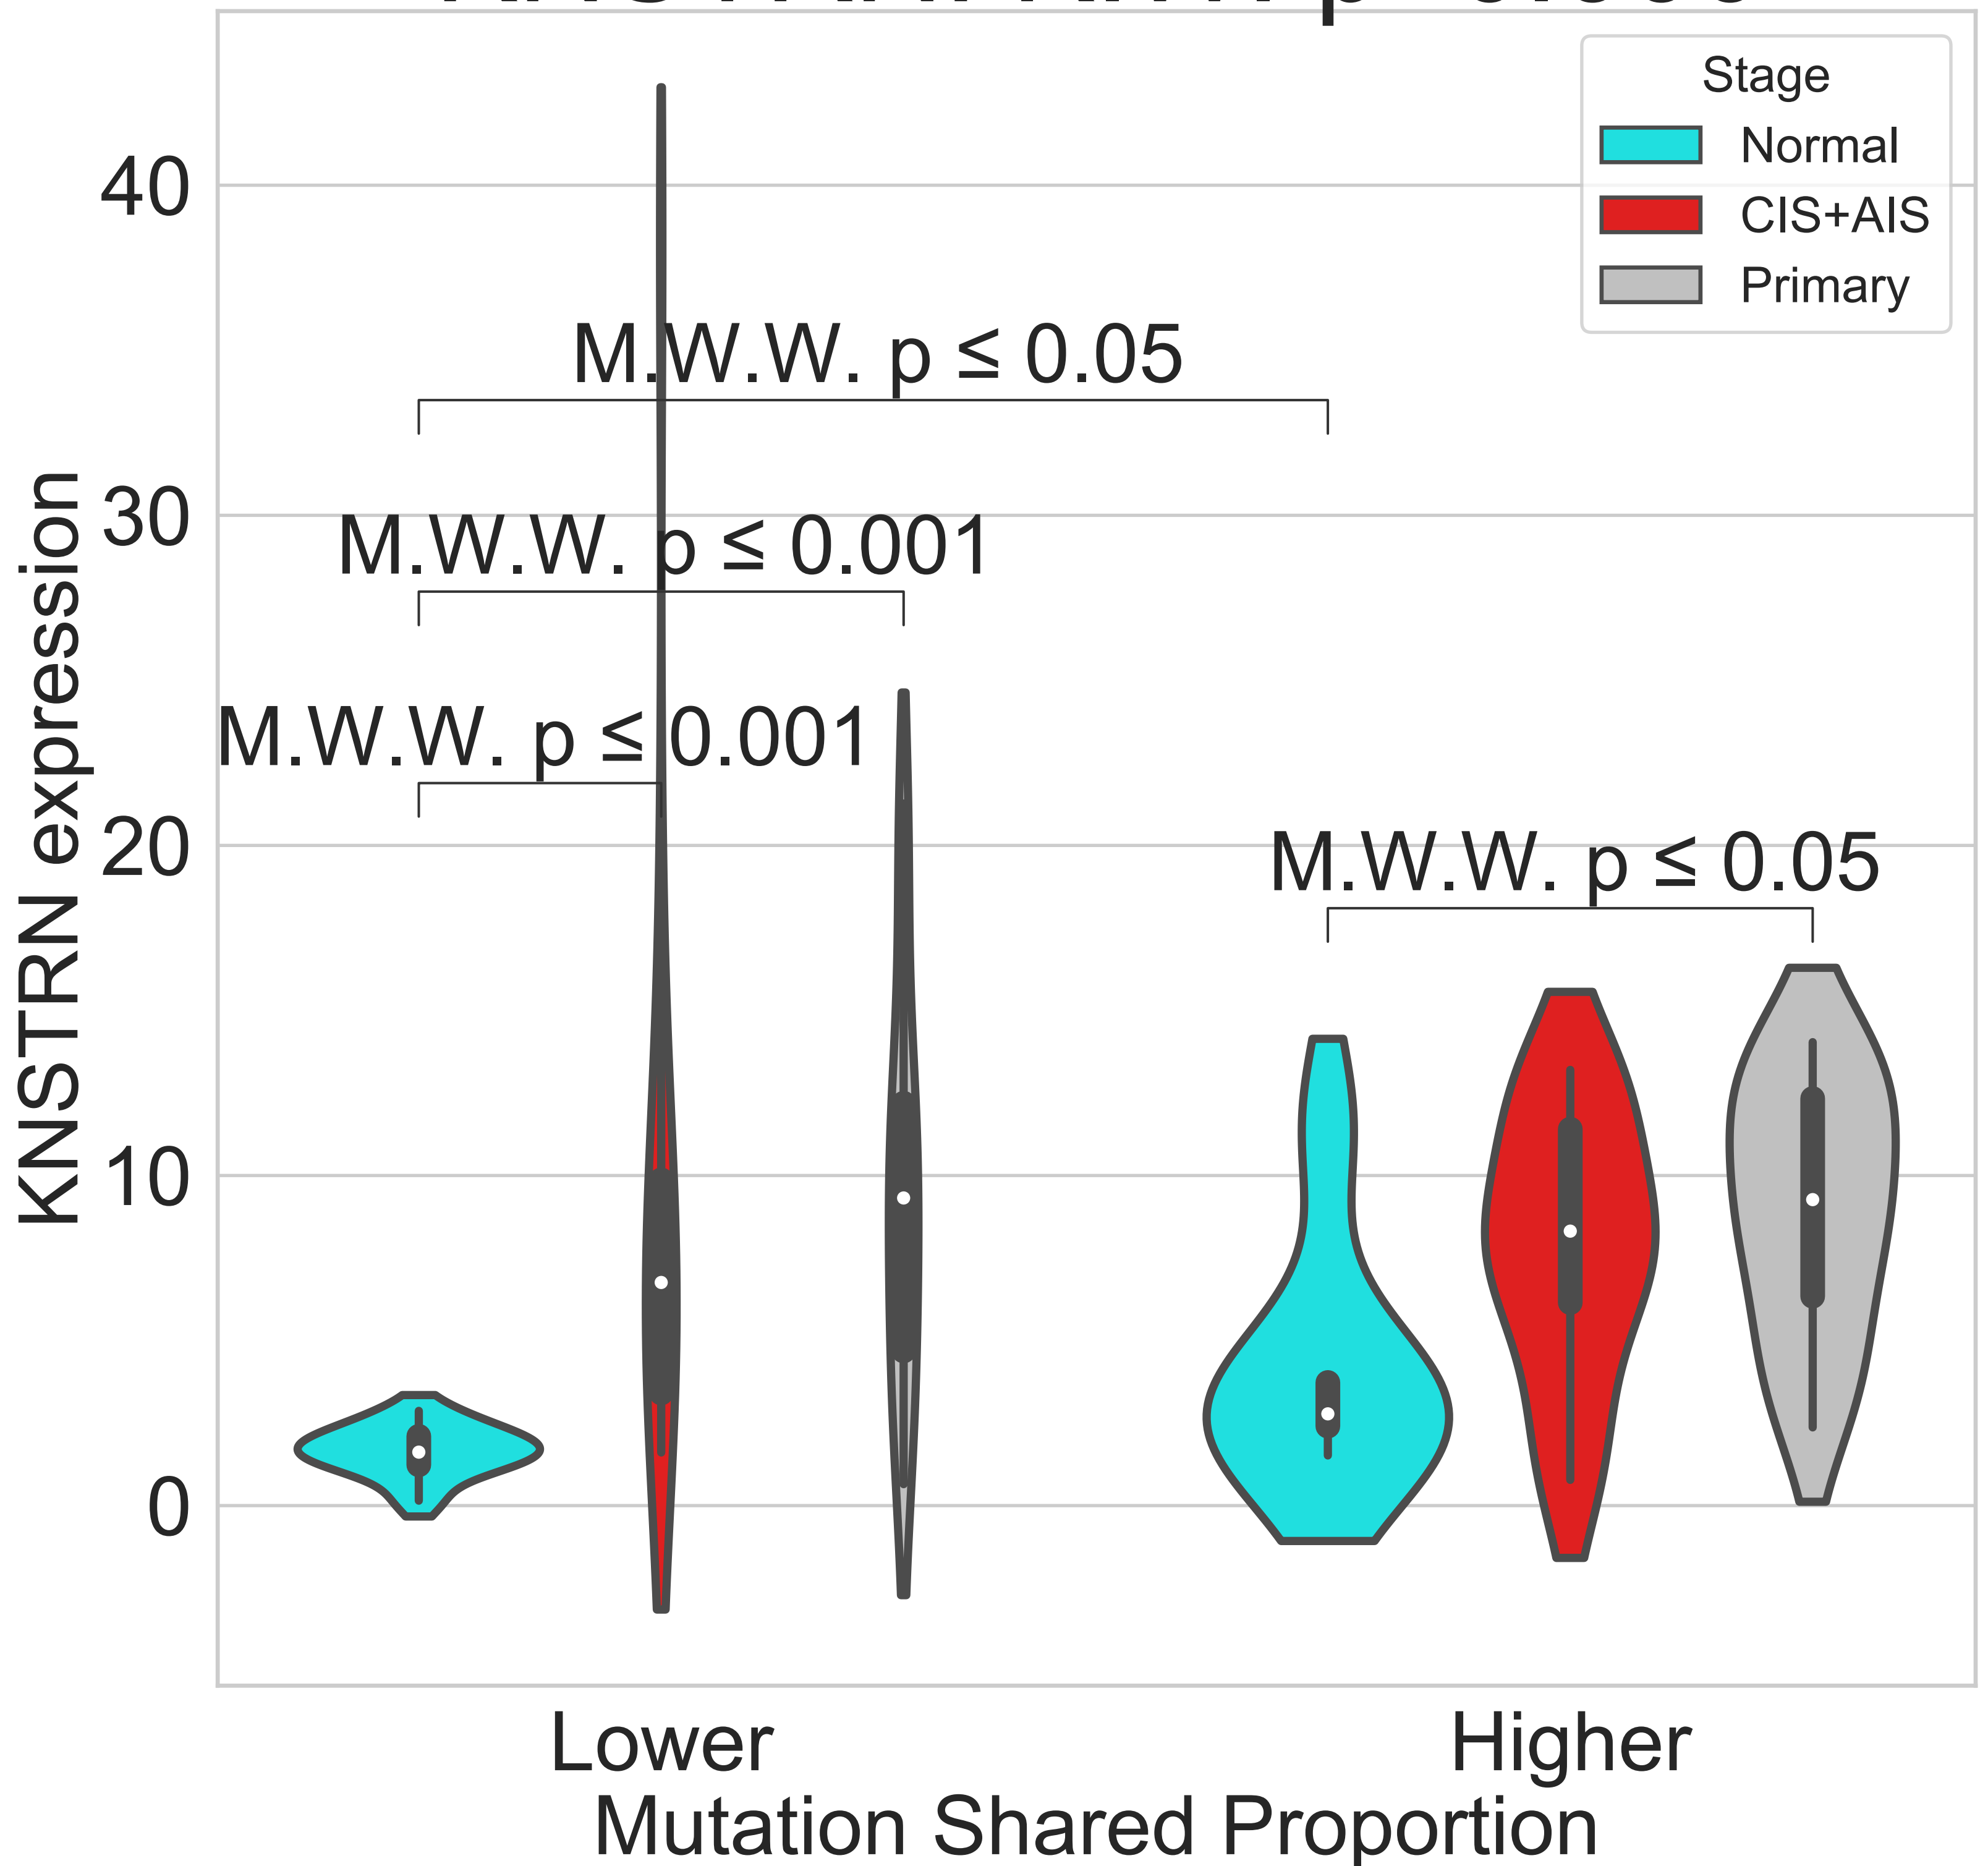 Stage
Normal
CIS+AIS
Primary
40
30
20
10
0
KNSTRN expression
M.W.W. p ≤ 0.05
M.W.W. p ≤ 0.001
M.W.W. p ≤ 0.001
M.W.W. p ≤ 0.05
Lower
Higher
Mutation Shared Proportion